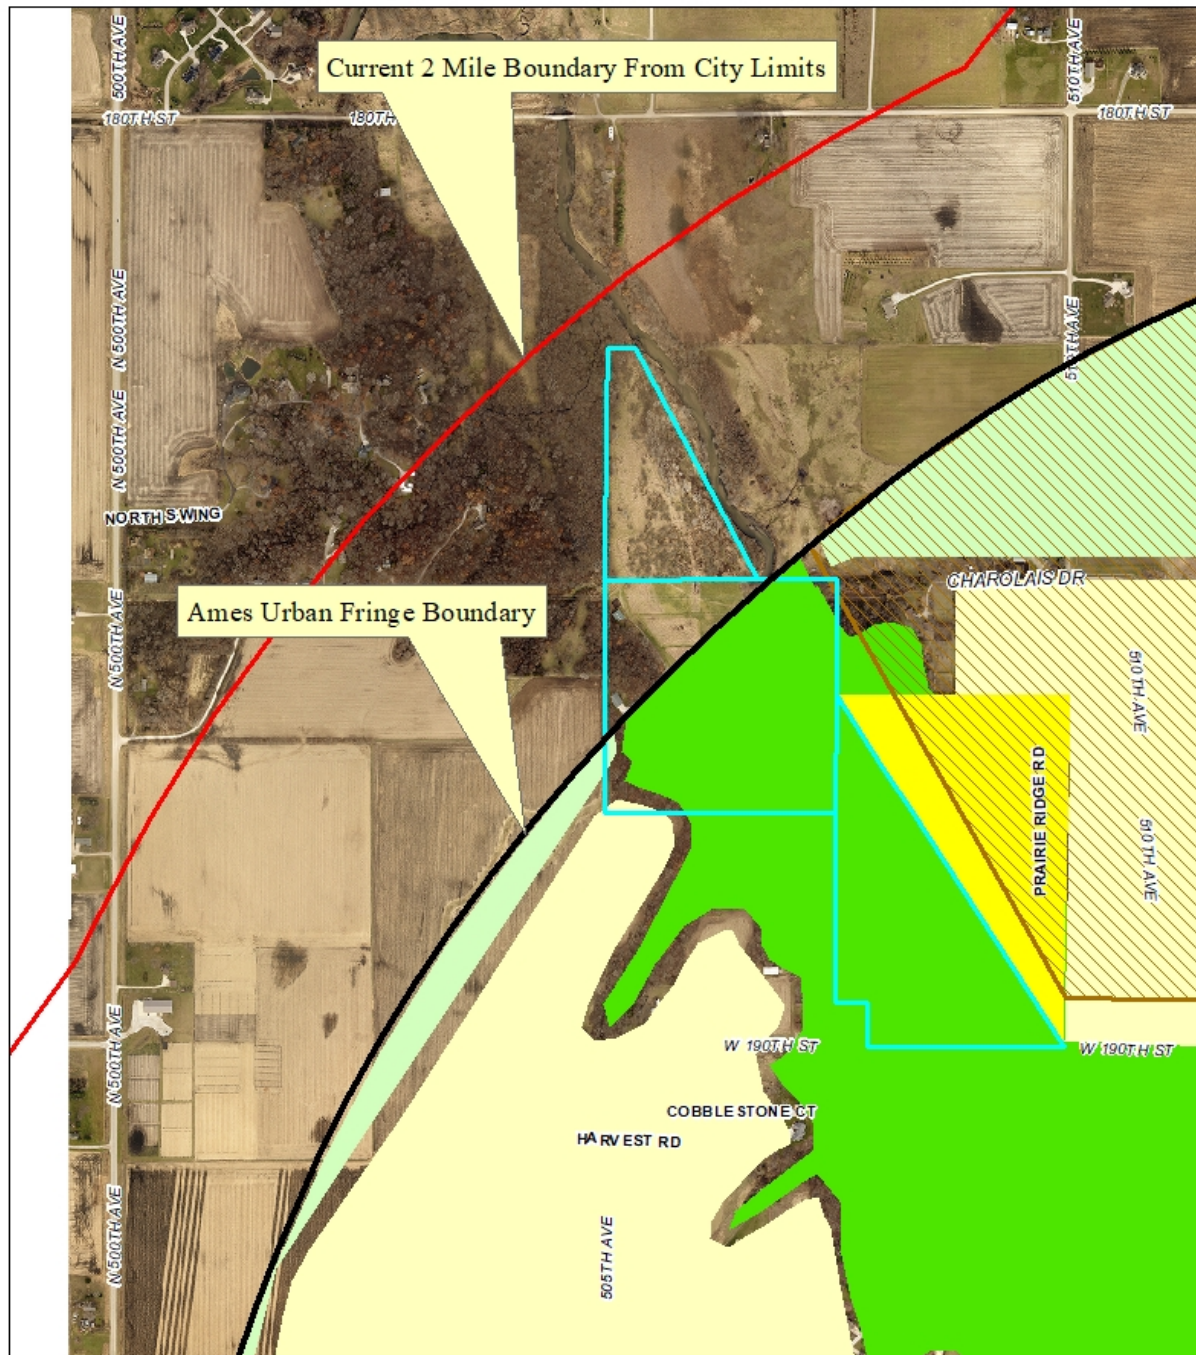 500TH AVE
Current 2 Mile Boundary From City Limits
510TH AVE
180TH ST
180TH
180TH ST
N 500TH AVE
510TH AVE
N 500TH AVE
NORTH S WING
CHAROLAIS DR
Ames Urban Fringe Boundary
N 500TH AVE
510TH AVE
PRAIRIE RIDGE RD
510TH AVE
N 500TH AVE
W 190TH ST
W 190TH ST
COBBLESTONE CT
HARVEST RD
N 500TH AVE
505TH AVE